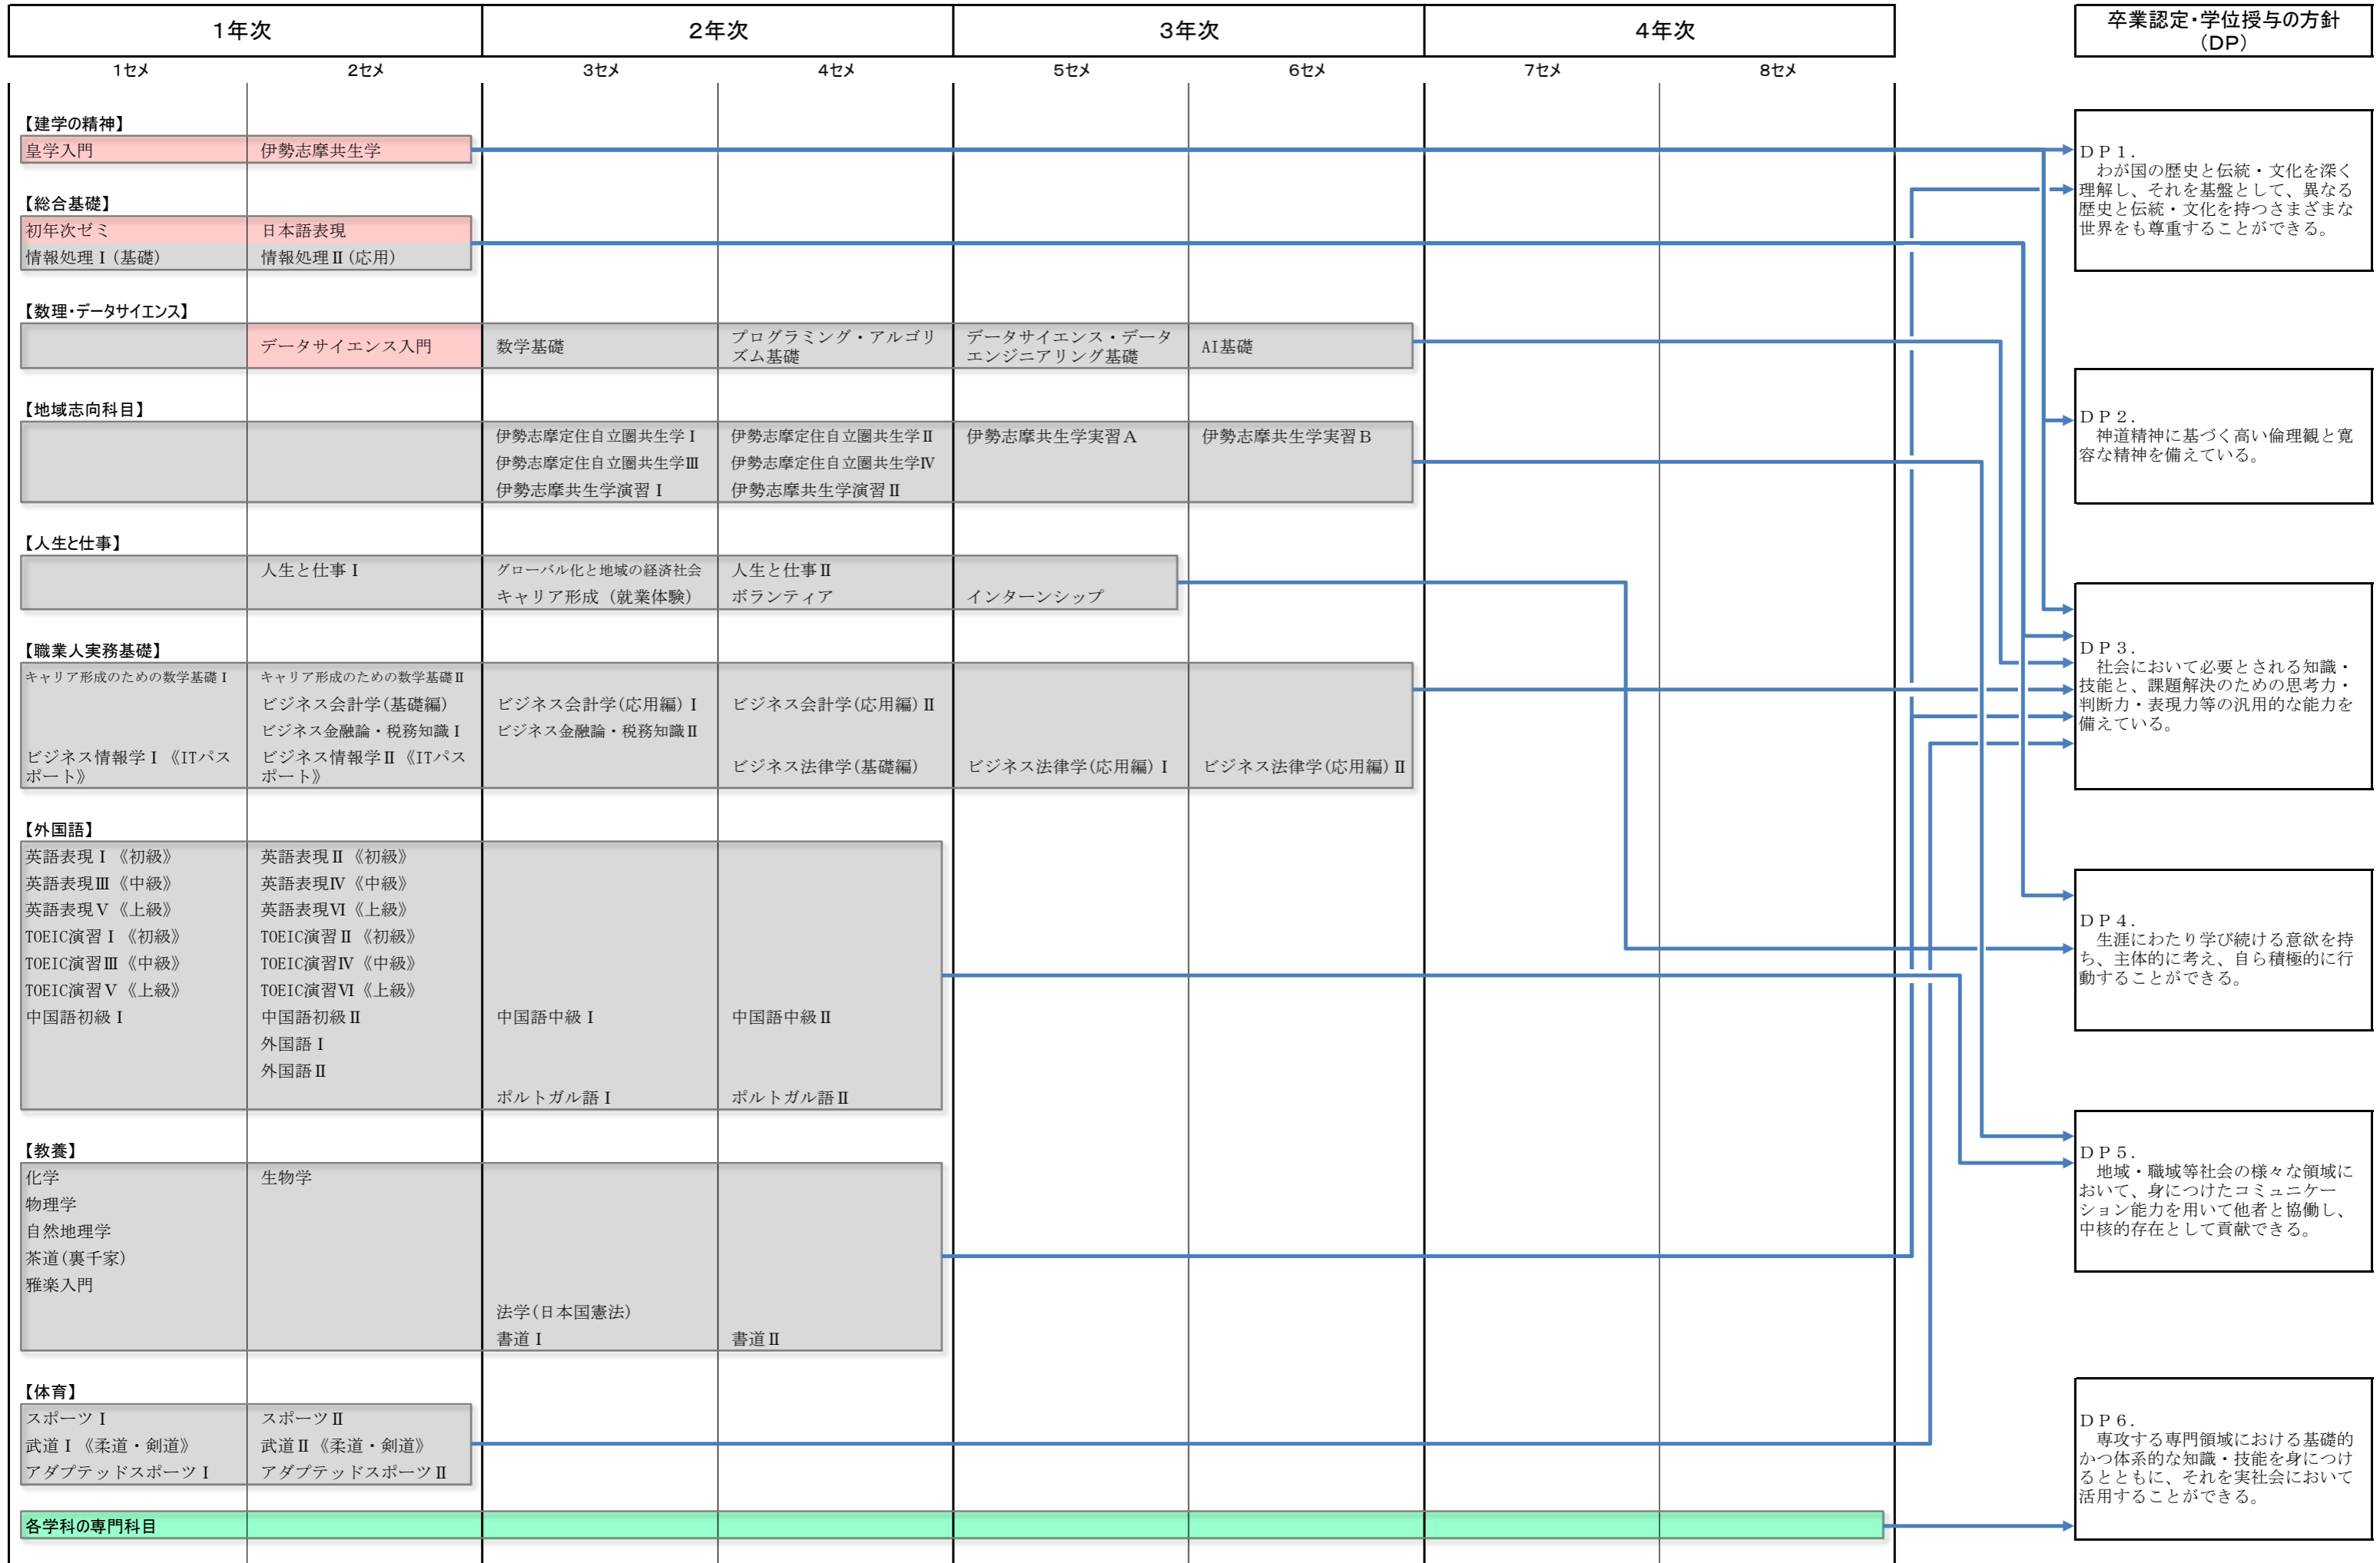 1年次
2年次
3年次
4年次
卒業認定・学位授与の方針
（DP）
1セメ
2セメ
3セメ
4セメ
5セメ
6セメ
7セメ
8セメ
【建学の精神】
皇学入門
伊勢志摩共生学
【総合基礎】
初年次ゼミ
日本語表現
情報処理Ⅰ(基礎)
情報処理Ⅱ(応用)
【数理・データサイエンス】
データサイエンス入門
数学基礎
プログラミング・アルゴリ
ズム基礎
データサイエンス・データ
エンジニアリング基礎
AI基礎
【地域志向科目】
伊勢志摩定住自立圏共生学Ⅰ
伊勢志摩定住自立圏共生学Ⅱ
伊勢志摩共生学実習A
伊勢志摩共生学実習B
伊勢志摩定住自立圏共生学Ⅲ
伊勢志摩定住自立圏共生学Ⅳ
伊勢志摩共生学演習Ⅰ
伊勢志摩共生学演習Ⅱ
【人生と仕事】
人生と仕事Ⅰ
グローバル化と地域の経済社会
人生と仕事Ⅱ
キャリア形成（就業体験）
ボランティア
インターンシップ
【職業人実務基礎】
キャリア形成のための数学基礎Ⅰ
キャリア形成のための数学基礎Ⅱ
ビジネス会計学(基礎編)
ビジネス会計学(応用編)Ⅰ
ビジネス会計学(応用編)Ⅱ
ビジネス金融論・税務知識Ⅰ
ビジネス金融論・税務知識Ⅱ
ビジネス情報学Ⅰ《ITパス
ポート》
ビジネス情報学Ⅱ《ITパス
ポート》
ビジネス法律学(基礎編)
ビジネス法律学(応用編)Ⅰ
ビジネス法律学(応用編)Ⅱ
【外国語】
英語表現Ⅰ《初級》
英語表現Ⅱ《初級》
英語表現Ⅲ《中級》
英語表現Ⅳ《中級》
英語表現Ⅴ《上級》
英語表現Ⅵ《上級》
TOEIC演習Ⅰ《初級》
TOEIC演習Ⅱ《初級》
TOEIC演習Ⅲ《中級》
TOEIC演習Ⅳ《中級》
TOEIC演習Ⅴ《上級》
TOEIC演習Ⅵ《上級》
中国語初級Ⅰ
中国語初級Ⅱ
中国語中級Ⅰ
中国語中級Ⅱ
外国語Ⅰ
外国語Ⅱ
ポルトガル語Ⅰ
ポルトガル語Ⅱ
【教養】
化学
生物学
物理学
自然地理学
茶道(裏千家)
雅楽入門
法学(日本国憲法)
書道Ⅰ
書道Ⅱ
【体育】
スポーツⅠ
スポーツⅡ
武道Ⅰ《柔道・剣道》
武道Ⅱ《柔道・剣道》
アダプテッドスポーツⅠ
アダプテッドスポーツⅡ
各学科の専門科目
ＤＰ１．
わが国の歴史と伝統・文化を深く
理解し、それを基盤として、異なる
歴史と伝統・文化を持つさまざまな
世界をも尊重することができる。
ＤＰ２．
神道精神に基づく高い倫理観と寛
容な精神を備えている。
ＤＰ３．
社会において必要とされる知識・
技能と、課題解決のための思考力・
判断力・表現力等の汎用的な能力を
備えている。
ＤＰ４．
生涯にわたり学び続ける意欲を持
ち、主体的に考え、自ら積極的に行
動することができる。
ＤＰ５．
地域・職域等社会の様々な領域に
おいて、身につけたコミュニケー
ション能力を用いて他者と協働し、
中核的存在として貢献できる。
ＤＰ６．
専攻する専門領域における基礎的
かつ体系的な知識・技能を身につけ
るとともに、それを実社会において
活用することができる。